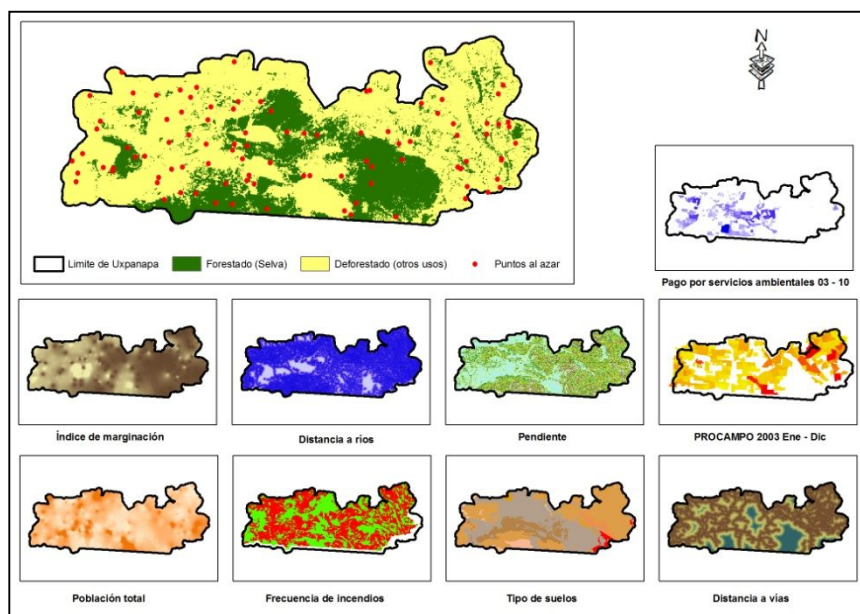 N
Limite de Uxpanapa
Forestado (Selva)
Deforestado (otros usos)
Puntos al azar
Pago por servicios ambientales 03 - 10
Índice de marginación
Distancia a ríos
Pendiente
PROCAMPO 2003 Ene - Dic
Población total
Frecuencia de incendios
Tipo de suelos
Distancia a vías